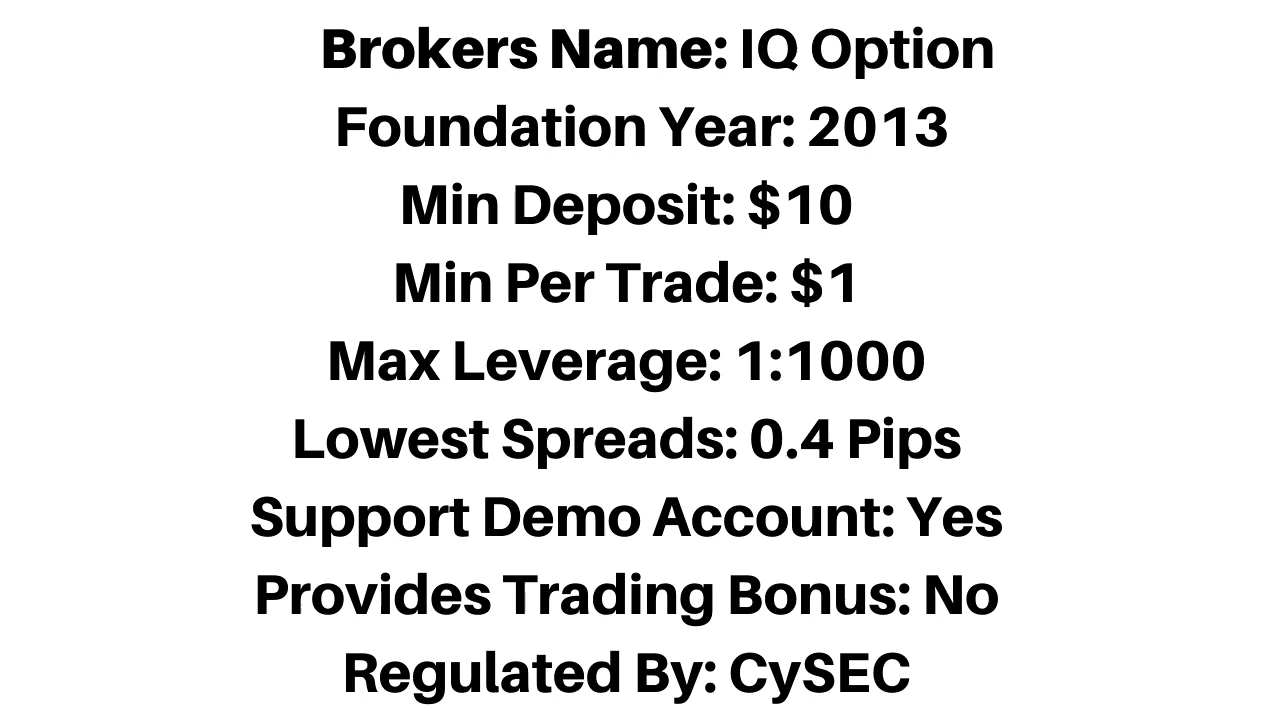 Brokers Name: IQ Option
Foundation Year: 2013
Min Deposit: $10
Min Per Trade: $1
Max Leverage: 1:1000
Lowest Spreads: 0.4 Pips
Support Demo Account: Yes
Provides Trading Bonus: No
Regulated By: CySEC